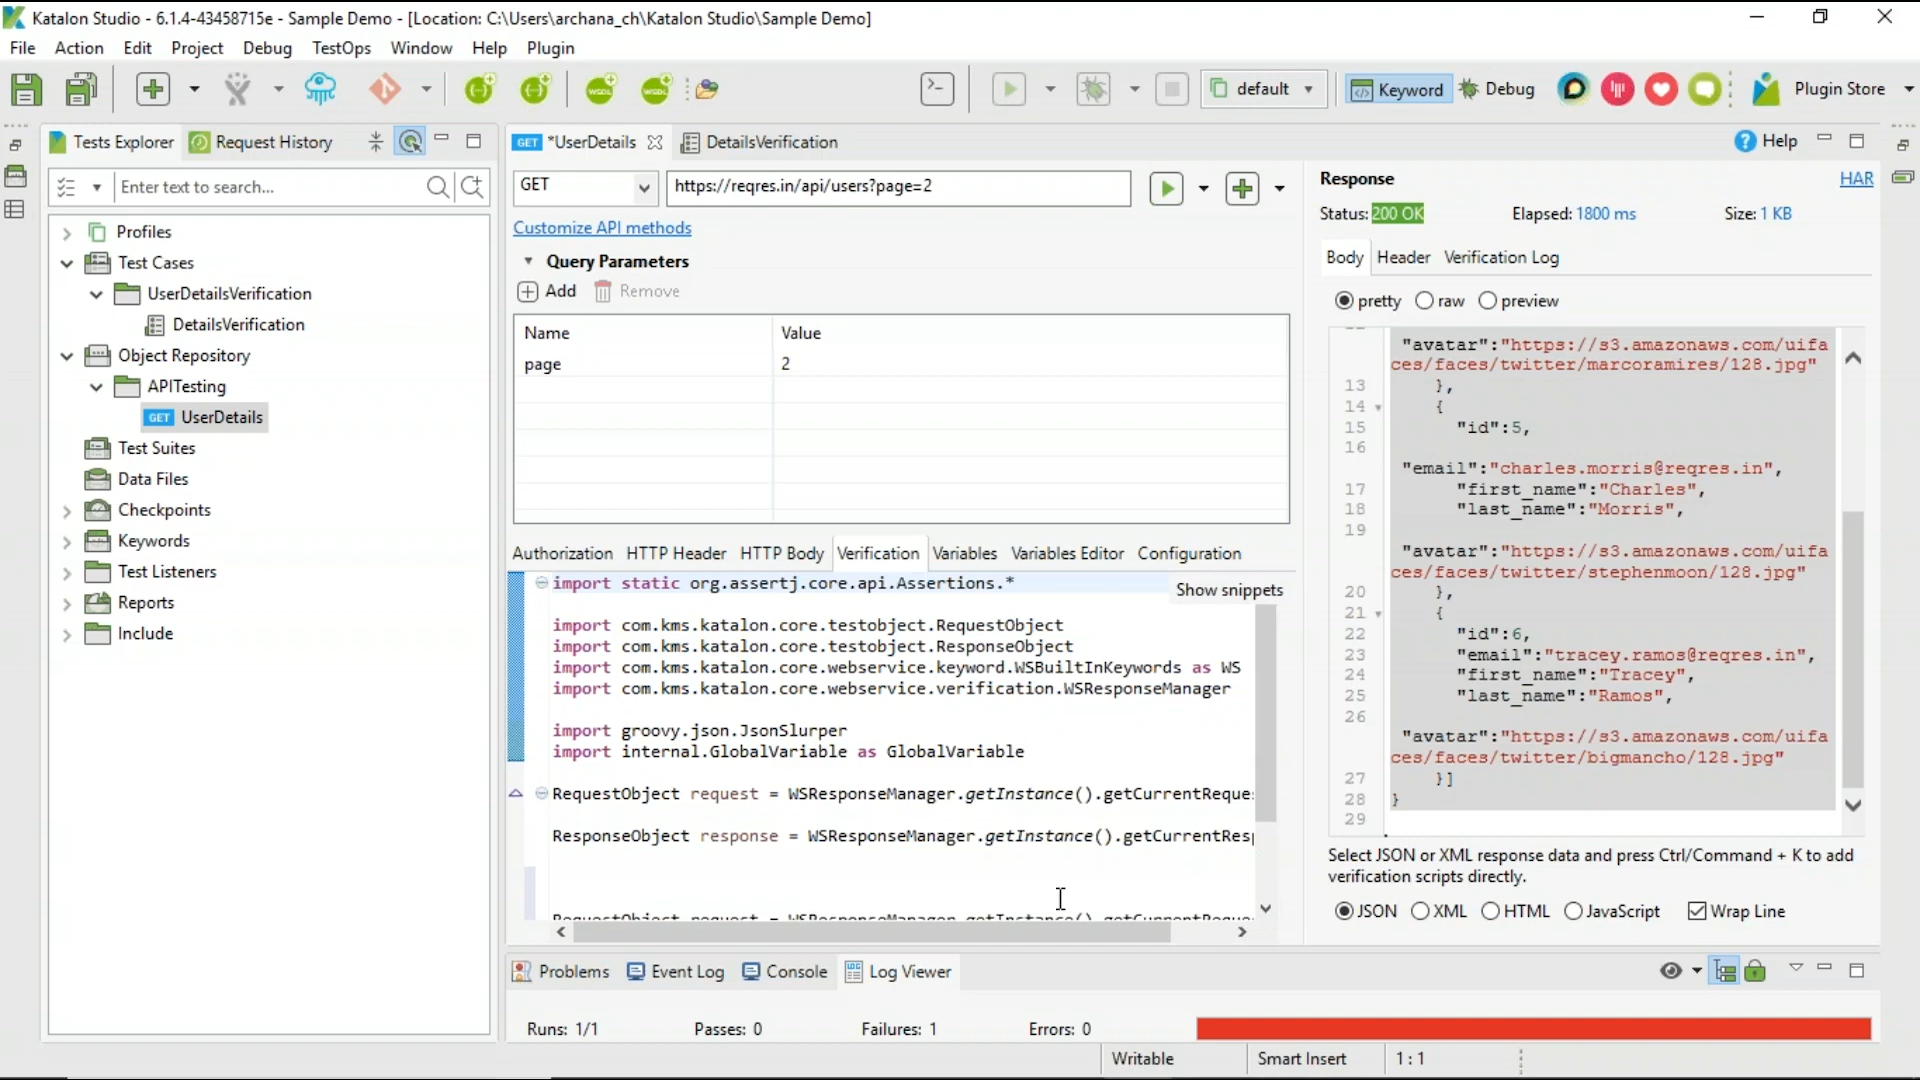 Katalon Studio - 6.1.4-43458715e - Sample Demo - [Location: C:\Users\archana_ch\Katalon Studio\Sample Demo]
File Action Edit Project Debug TestOps Window Help Plugin
default Keyword Debug Plugin Store
Tests Explorer Request History
Enter text to search...
Profiles
Test Cases
UserDetailsVerification
DetailsVerification
Object Repository
APITesting
GET UserDetails
Test Suites
Data Files
Checkpoints
Keywords
Test Listeners
Reports
Include
GET *UserDetails DetailsVerification Help
GET https://reqres.in/api/users?page=2
Customize API methods
Query Parameters
Add Remove
Name Value
page 2
Authorization HTTP Header HTTP Body Verification Variables Variables Editor Configuration
import static org.assertj.core.api.Assertions.*
Show snippets
import com.kms.katalon.core.testobject.RequestObject
import com.kms.katalon.core.testobject.ResponseObject
import com.kms.katalon.core.webservice.keyword.WSBuiltInKeywords as WS
import com.kms.katalon.core.webservice.verification.WSResponseManager
import groovy.json.JsonSlurper
import internal.GlobalVariable as GlobalVariable
RequestObject request = WSResponseManager.getInstance().getCurrentReque
ResponseObject response = WSResponseManager.getInstance().getCurrentResp
RequestObject request = WSResponseManager.getInstance().getCurrentReque
Response HAR
Status: 200 OK Elapsed: 1800 ms Size: 1 KB
Body Header Verification Log
pretty raw preview
"avatar":"https://s3.amazonaws.com/uifa
ces/faces/twitter/marcoramires/128.jpg"
13 },
14 {
15 "id":5,
16
"email":"charles.morris@reqres.in",
17 "first_name":"Charles",
18 "last_name":"Morris",
19
"avatar":"https://s3.amazonaws.com/uifa
ces/faces/twitter/stephenmoon/128.jpg"
20 },
21 {
22 "id":6,
23 "email":"tracey.ramos@reqres.in",
24 "first_name":"Tracey",
25 "last_name":"Ramos",
26
"avatar":"https://s3.amazonaws.com/uifa
ces/faces/twitter/bigmancho/128.jpg"
27 }]
28 }
29
Select JSON or XML response data and press Ctrl/Command + K to add
verification scripts directly.
JSON XML HTML JavaScript Wrap Line
Problems Event Log Console Log Viewer
Runs: 1/1 Passes: 0 Failures: 1 Errors: 0
Writable Smart Insert 1 : 1